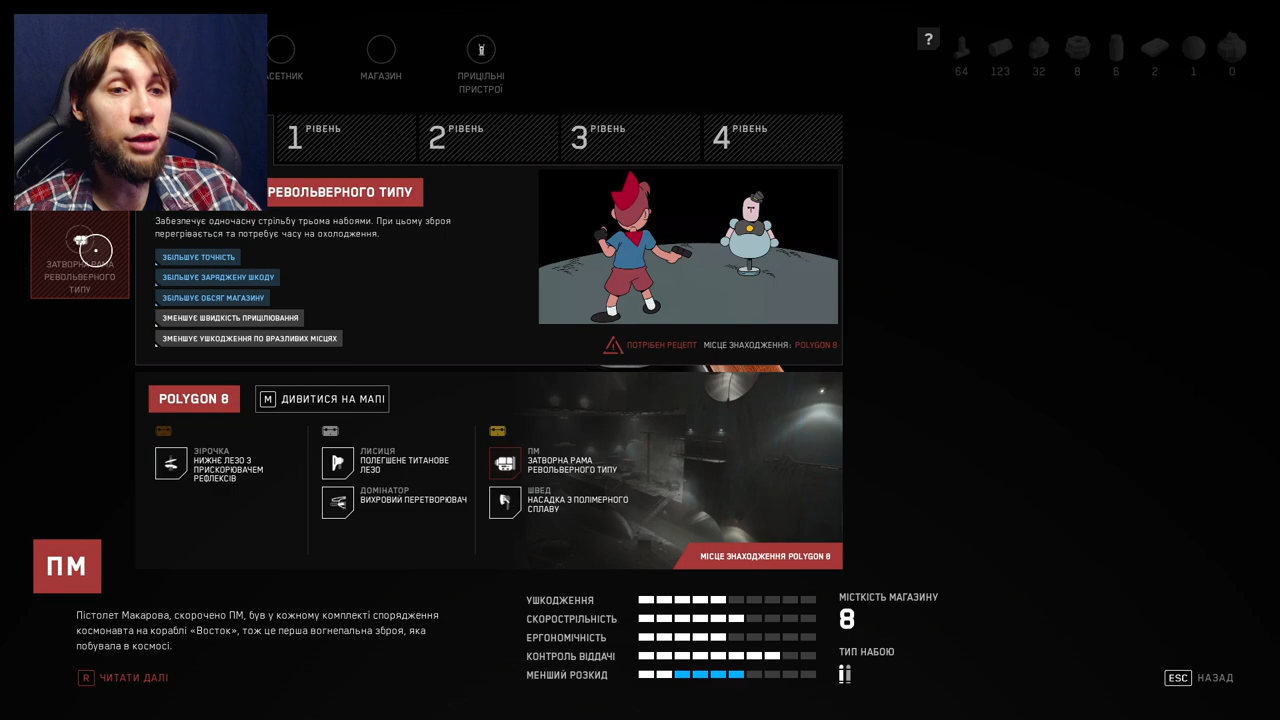 АСЕТНИК
МАГАЗИН
ПРИЦІЛЬНІ
ПРИСТРОЇ
?
64
123
32
8
6
2
1
0
1 РІВЕНЬ
2 РІВЕНЬ
3 РІВЕНЬ
4 РІВЕНЬ
РЕВОЛЬВЕРНОГО ТИПУ
Забезпечує одночасну стрільбу трьома набоями. При цьому зброя
перегрівається та потребує часу на охолодження.
ЗБІЛЬШУЄ ТОЧНІСТЬ
ЗБІЛЬШУЄ ЗАРЯДЖЕНУ ШКОДУ
ЗБІЛЬШУЄ ОБСЯГ МАГАЗИНУ
ЗМЕНШУЄ ШВИДКІСТЬ ПРИЦІЛЮВАННЯ
ЗМЕНШУЄ УШКОДЖЕННЯ ПО ВРАЗЛИВИХ МІСЦЯХ
ЗАТВОРНА РАМА
РЕВОЛЬВЕРНОГО
ТИПУ
ПОТРІБЕН РЕЦЕПТ МІСЦЕ ЗНАХОДЖЕННЯ: POLYGON 8
POLYGON 8
M ДИВИТИСЯ НА МАПІ
ЗІРОЧКА
НИЖНЄ ЛЕЗО З
ПРИСКОРЮВАЧЕМ
РЕФЛЕКСІВ
ЛИСИЦЯ
ПОЛЕГШЕНЕ ТИТАНОВЕ
ЛЕЗО
ДОМІНАТОР
ВИХРОВИЙ ПЕРЕТВОРЮВАЧ
ПМ
ЗАТВОРНА РАМА
РЕВОЛЬВЕРНОГО ТИПУ
ШВЕД
НАСАДКА З ПОЛІМЕРНОГО
СПЛАВУ
МІСЦЕ ЗНАХОДЖЕННЯ POLYGON 8
ПМ
Пістолет Макарова, скорочено ПМ, був у кожному комплекті спорядження
космонавта на кораблі «Восток», тож це перша вогнепальна зброя, яка
побувала в космосі.
R ЧИТАТИ ДАЛІ
УШКОДЖЕННЯ
СКОРОСТРІЛЬНІСТЬ
ЕРГОНОМІЧНІСТЬ
КОНТРОЛЬ ВІДДАЧІ
МЕНШИЙ РОЗКИД
МІСТКІСТЬ МАГАЗИНУ
8
ТИП НАБОЮ
ESC НАЗАД